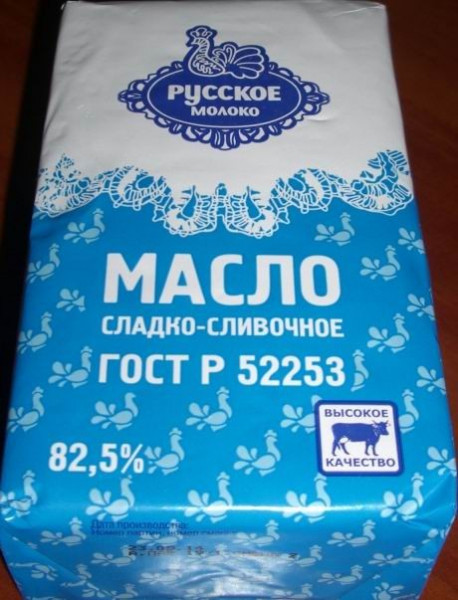 РУССКОЕ
МОЛОКО
МАСЛО
СЛАДКО-СЛИВОЧНОЕ
ГОСТ Р 52253
ВЫСОКОЕ
КАЧЕСТВО
82,5%
Дата производства: